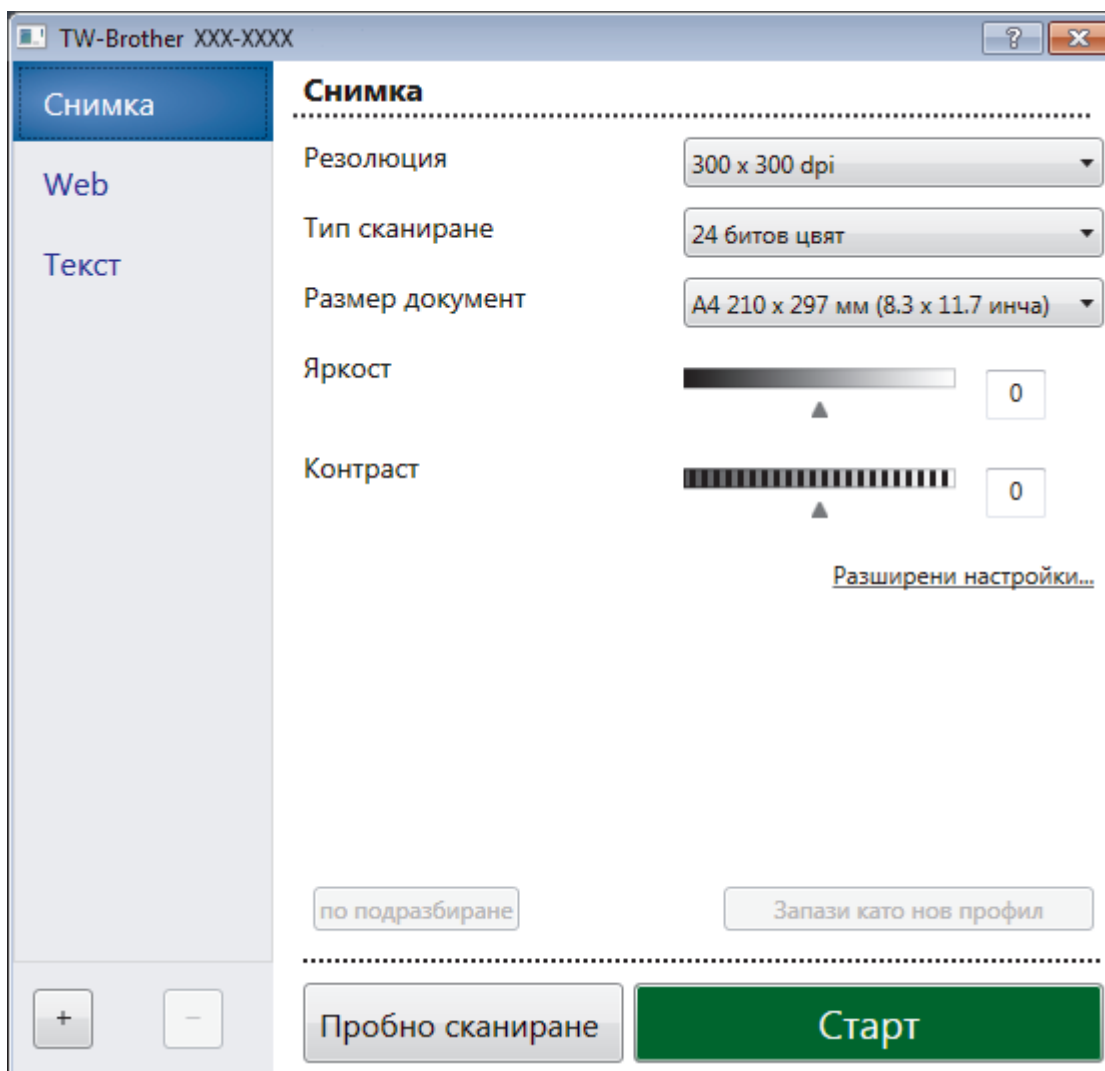 TW-Brother XXX-XXXX
?
Снимка
Web
Текст
Снимка
Резолюция
300 x 300 dpi
Тип сканиране
24 битов цвят
Размер документ
A4 210 x 297 мм (8.3 x 11.7 инча)
Яркост
0
Контраст
0
Разширени настройки...
по подразбиране
Запази като нов профил
+
−
Пробно сканиране
Старт